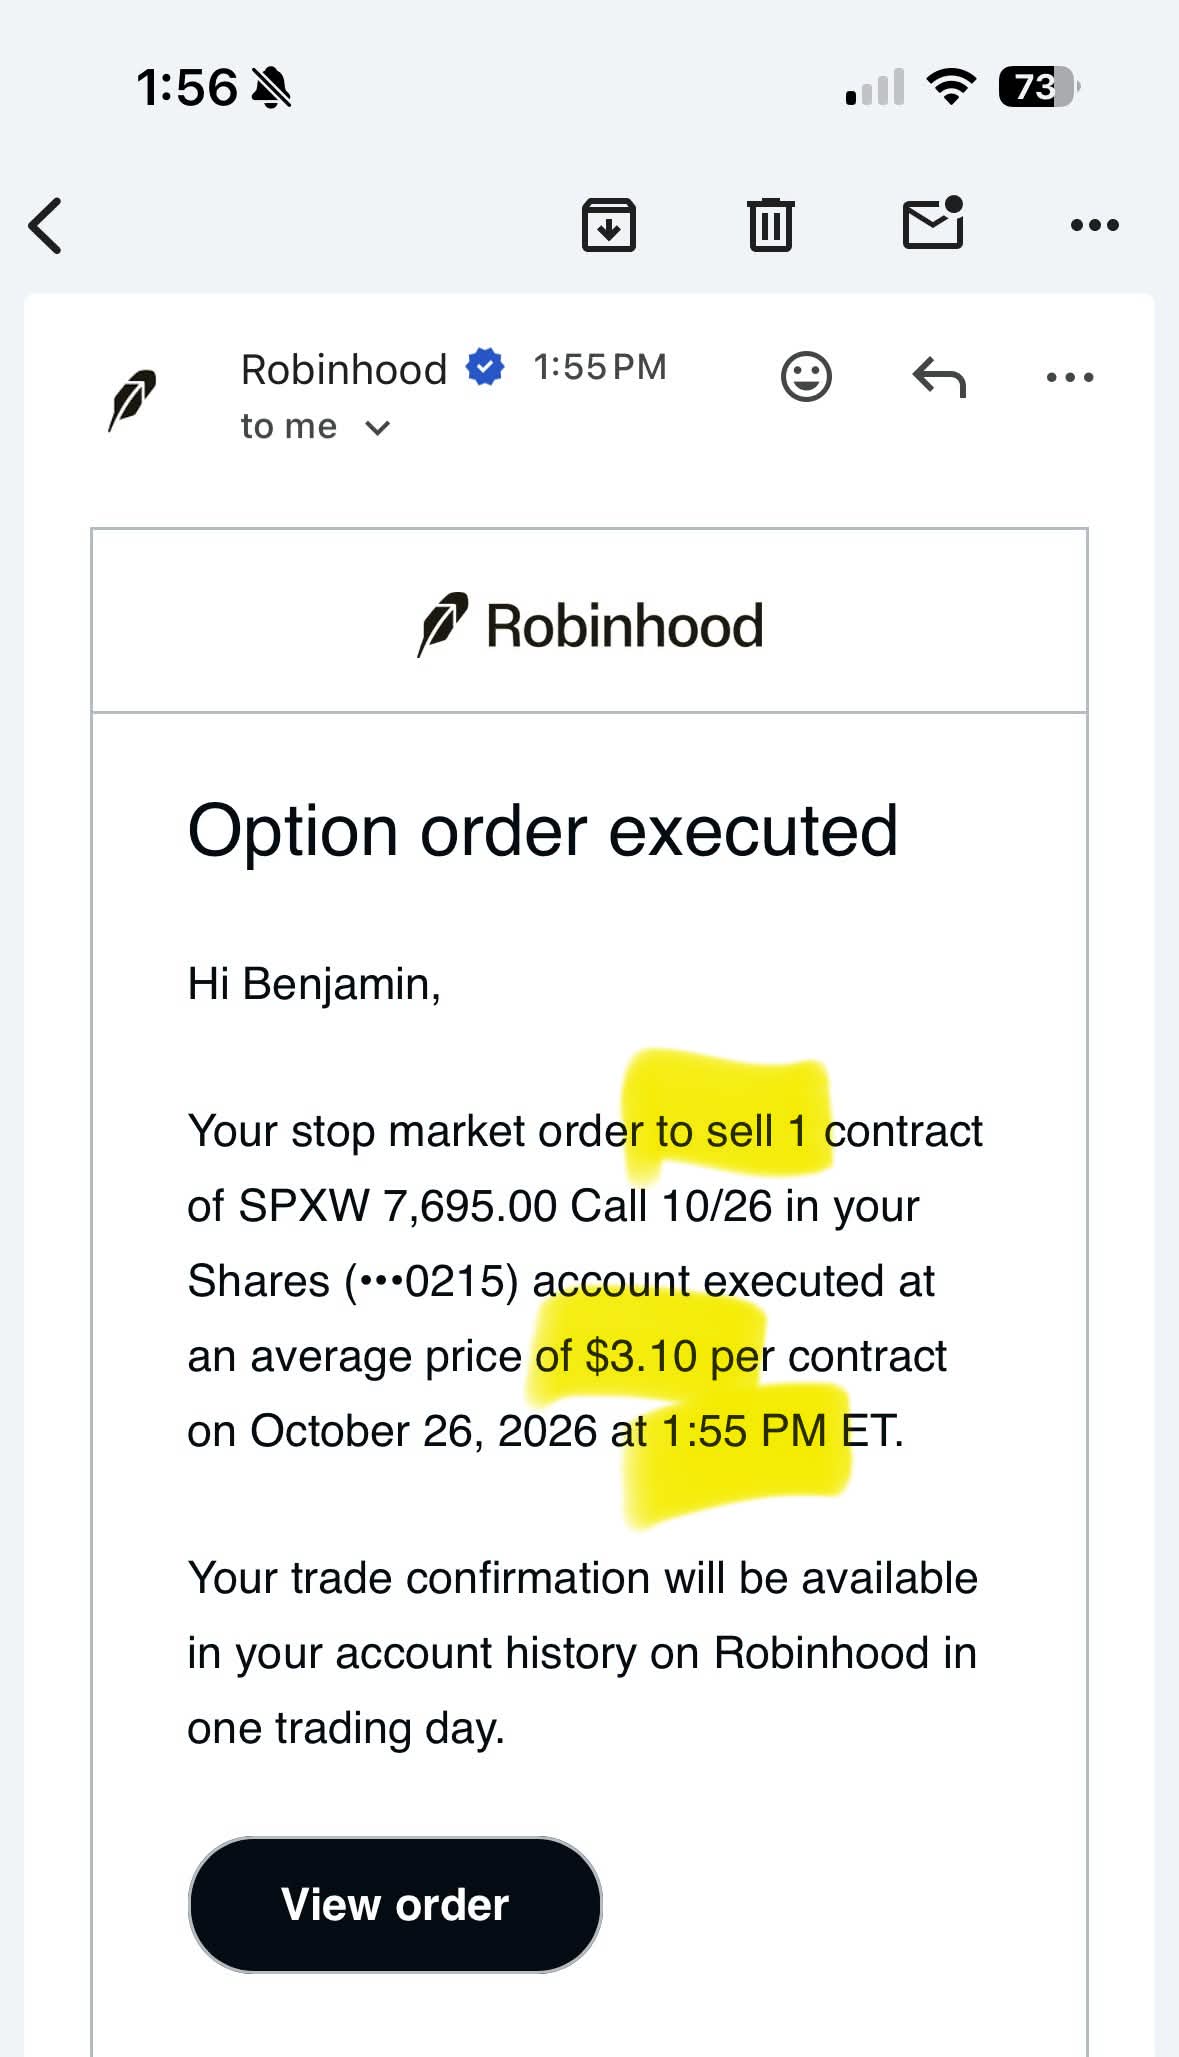 1:56 73
Robinhood 1:55 PM
to me
Robinhood
Option order executed
Hi Benjamin,
Your stop market order to sell 1 contract
of SPXW 7,695.00 Call 10/26 in your
Shares (•••0215) account executed at
an average price of $3.10 per contract
on October 26, 2026 at 1:55 PM ET.
Your trade confirmation will be available
in your account history on Robinhood in
one trading day.
View order